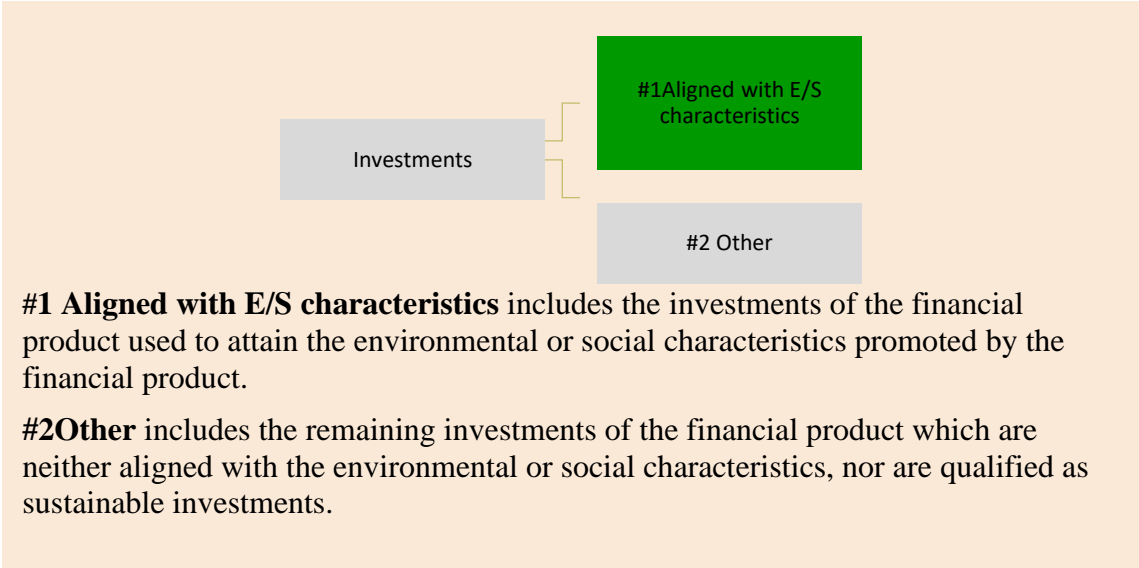 #1Aligned with E/S
characteristics
Investments
#2 Other
#1 Aligned with E/S characteristics includes the investments of the financial
product used to attain the environmental or social characteristics promoted by the
financial product.
#2Other includes the remaining investments of the financial product which are
neither aligned with the environmental or social characteristics, nor are qualified as
sustainable investments.